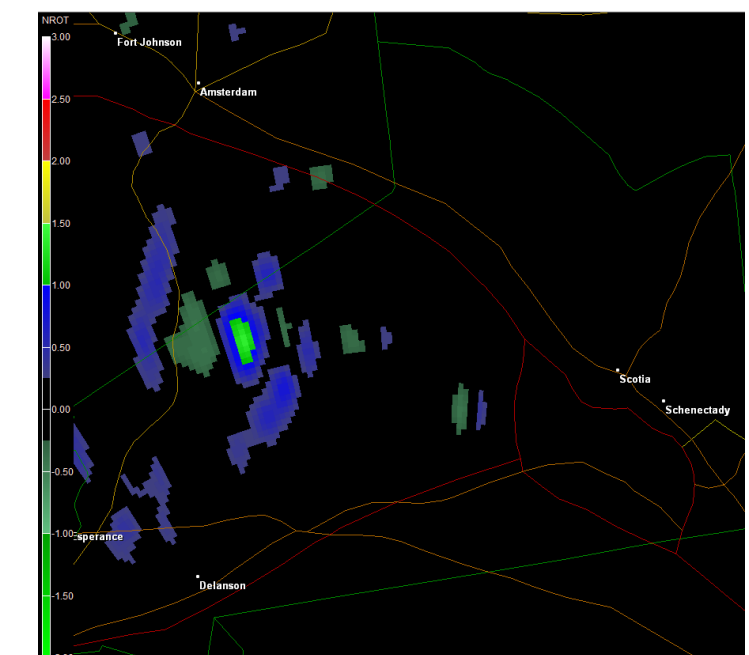 NROT
3.00
Fort Johnson
Amsterdam
2.50
2.00
1.50
1.00
0.50
Scotia
0.00
Schenectady
-0.50
-1.00
sperance
Delanson
-1.50